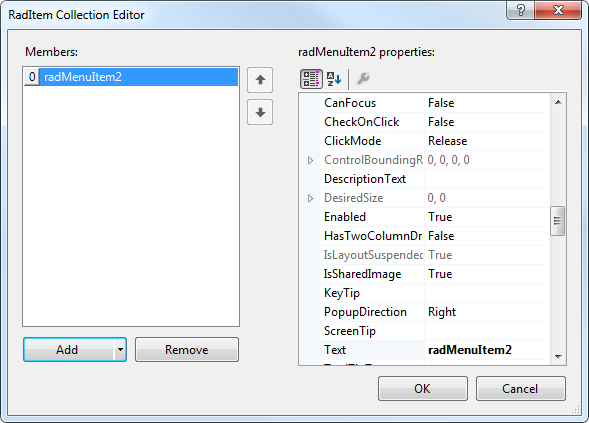 RadItem Collection Editor
Members:
0 radMenuItem2
Add
Remove
radMenuItem2 properties:
CanFocus False
CheckOnClick False
ClickMode Release
ControlBoundingR 0, 0, 0, 0
DescriptionText
DesiredSize 0, 0
Enabled True
HasTwoColumnDr False
IsLayoutSuspended True
IsSharedImage True
KeyTip
PopupDirection Right
ScreenTip
Text radMenuItem2
OK
Cancel